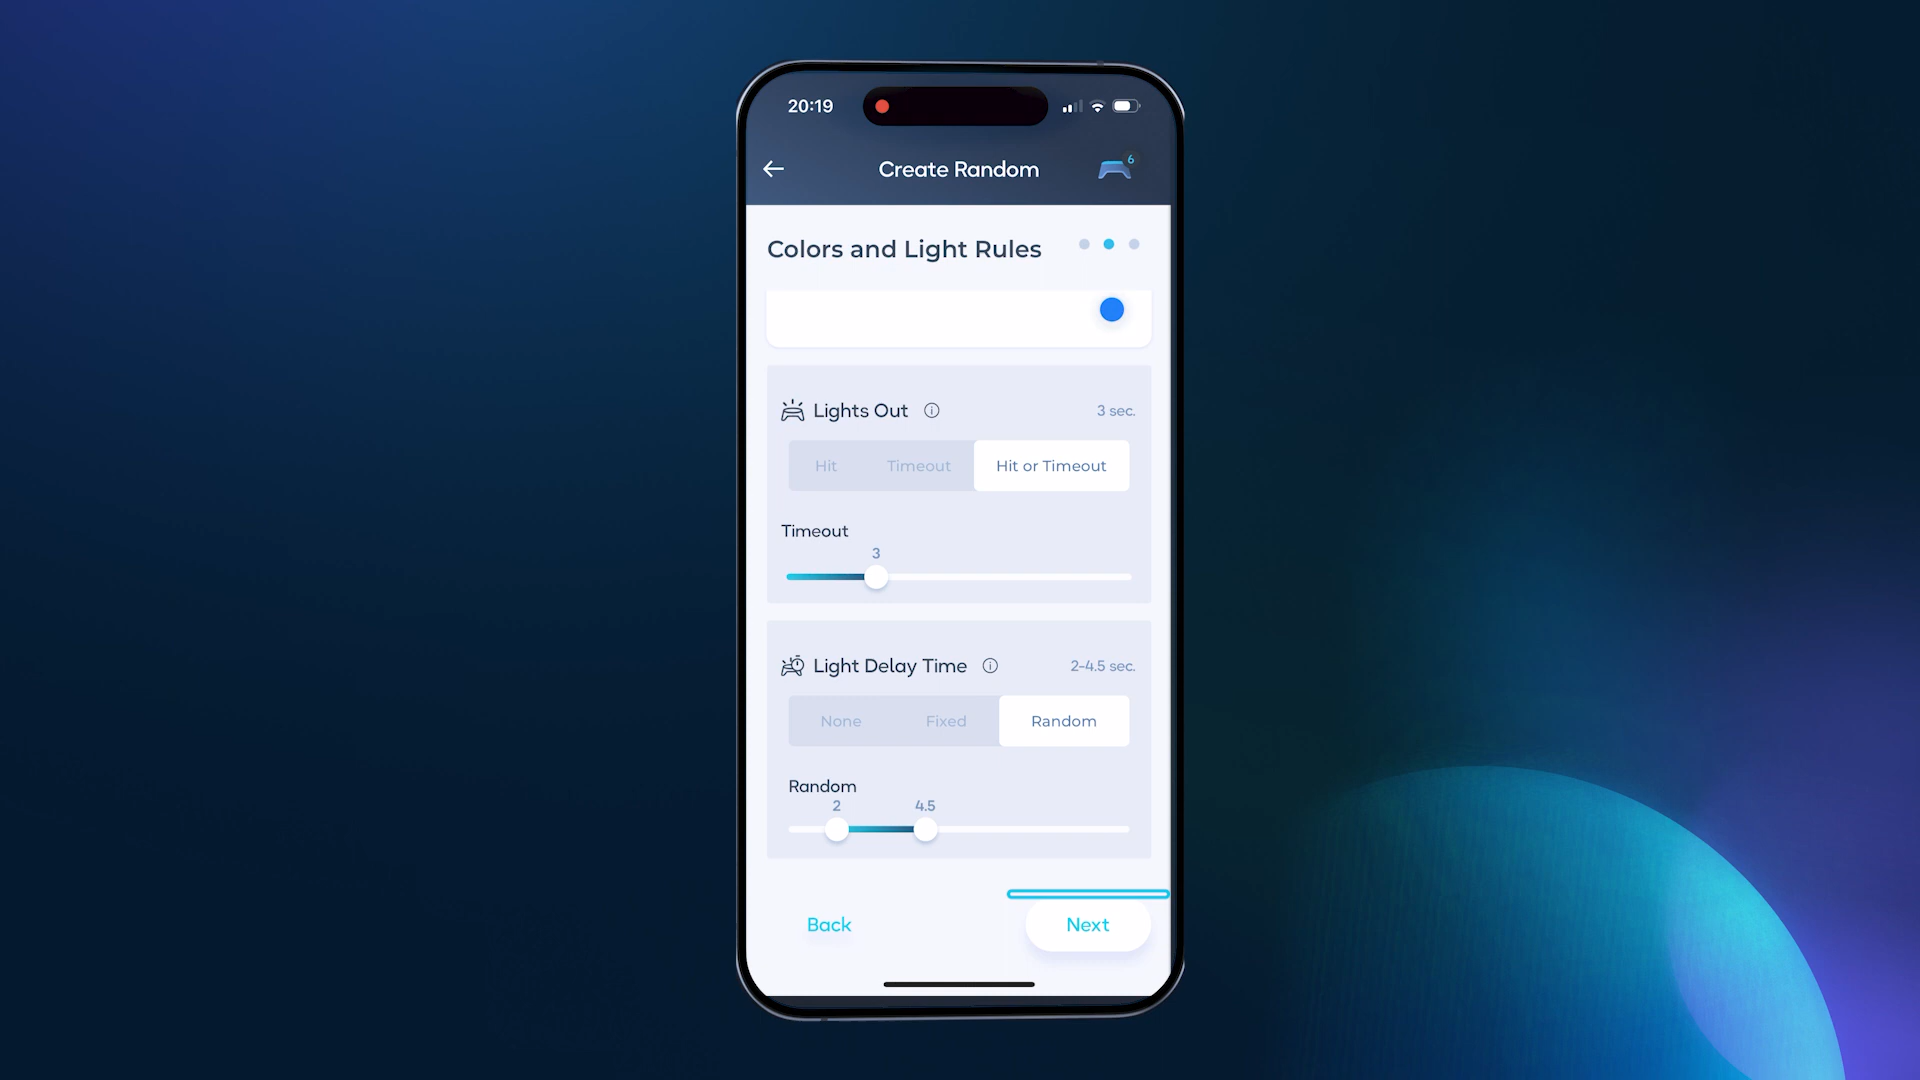 20:19
Create Random
6
Colors and Light Rules
Lights Out
3 sec.
Hit
Timeout
Hit or Timeout
Timeout
3
Light Delay Time
2-4.5 sec.
None
Fixed
Random
Random
2
4.5
Back
Next